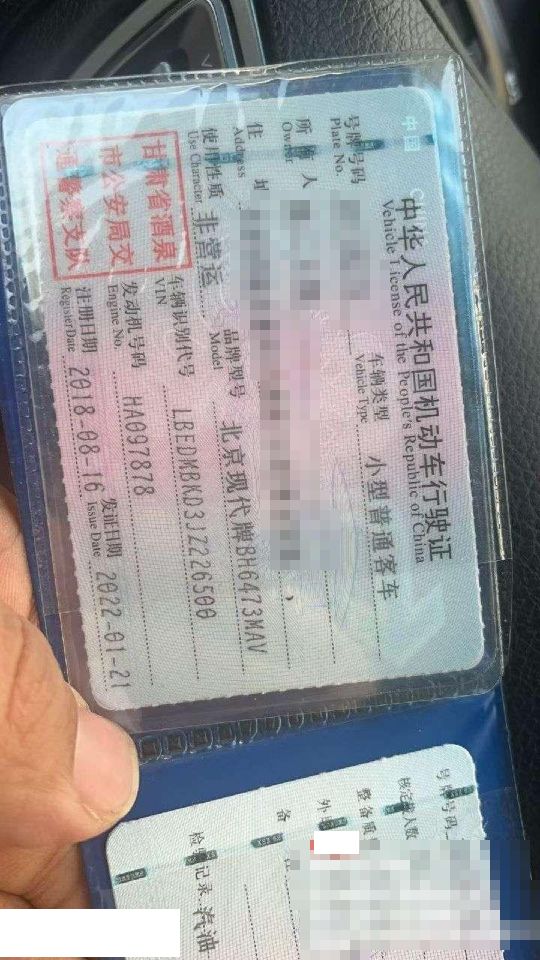 中华人民共和国机动车行驶证
Vehicle License of the People's Republic of China
号牌号码
Plate No.
车辆类型
Vehicle Type
小型普通客车
所有人
Owner
住址
Address
使用性质
Use Character
非营运
品牌型号
Model
北京现代牌BH6473MAV
车辆识别代号
VIN
LBEDMBKD3JZ226500
发动机号码
Engine No.
HA097878
注册日期
Register Date
2018-08-16
发证日期
Issue Date
2022-01-21
甘肃省酒泉
市公安局交
通警察支队
号牌号码
核定载人数
整备质
外
备
检验记录
汽油